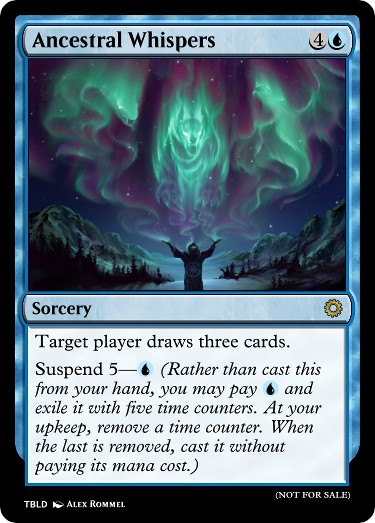 Ancestral Whispers 4
Sorcery
Target player draws three cards.
Suspend 5— (Rather than cast this
from your hand, you may pay and
exile it with five time counters. At your
upkeep, remove a time counter. When
the last is removed, cast it without
paying its mana cost.)
TBLD Alex Rommel
(NOT FOR SALE)